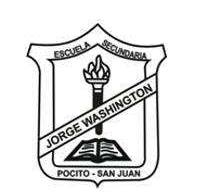 ESCUELA SECUNDARIA
JORGE WASHINGTON
POCITO - SAN JUAN